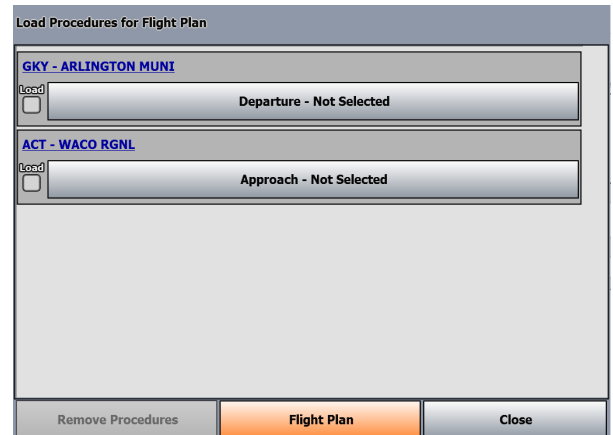 Load Procedures for Flight Plan
GKY - ARLINGTON MUNI
Load
Departure - Not Selected
ACT - WACO RGNL
Load
Approach - Not Selected
Remove Procedures
Flight Plan
Close